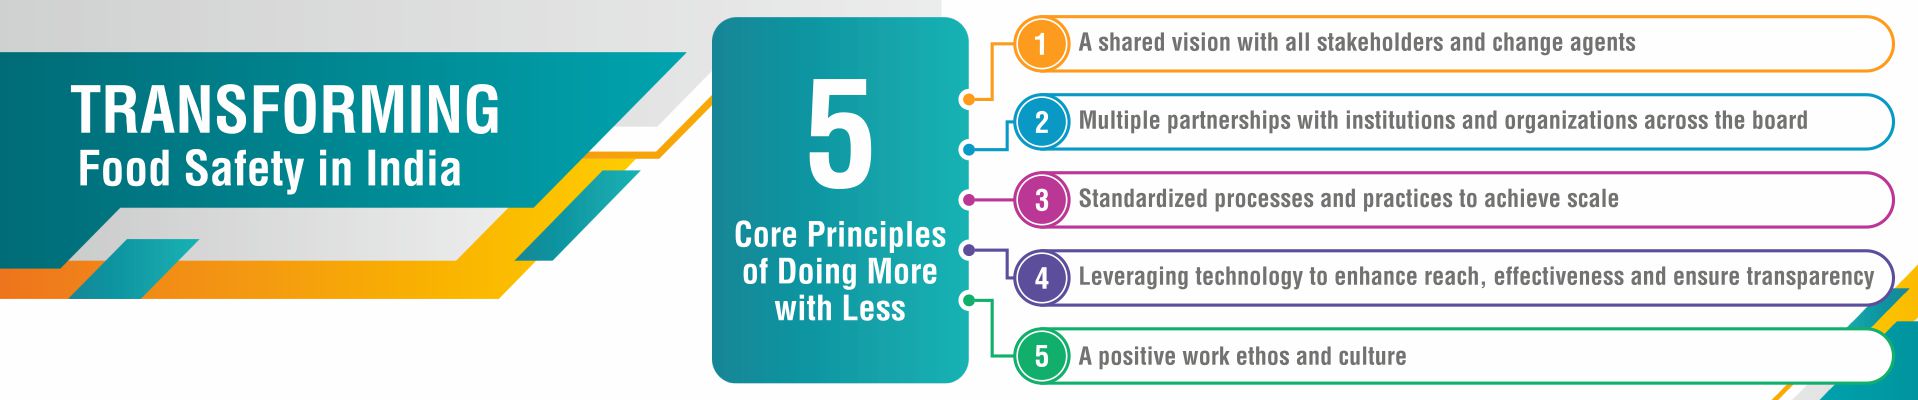 TRANSFORMING
Food Safety in India
5
Core Principles
of Doing More
with Less
1 A shared vision with all stakeholders and change agents
2 Multiple partnerships with institutions and organizations across the board
3 Standardized processes and practices to achieve scale
4 Leveraging technology to enhance reach, effectiveness and ensure transparency
5 A positive work ethos and culture